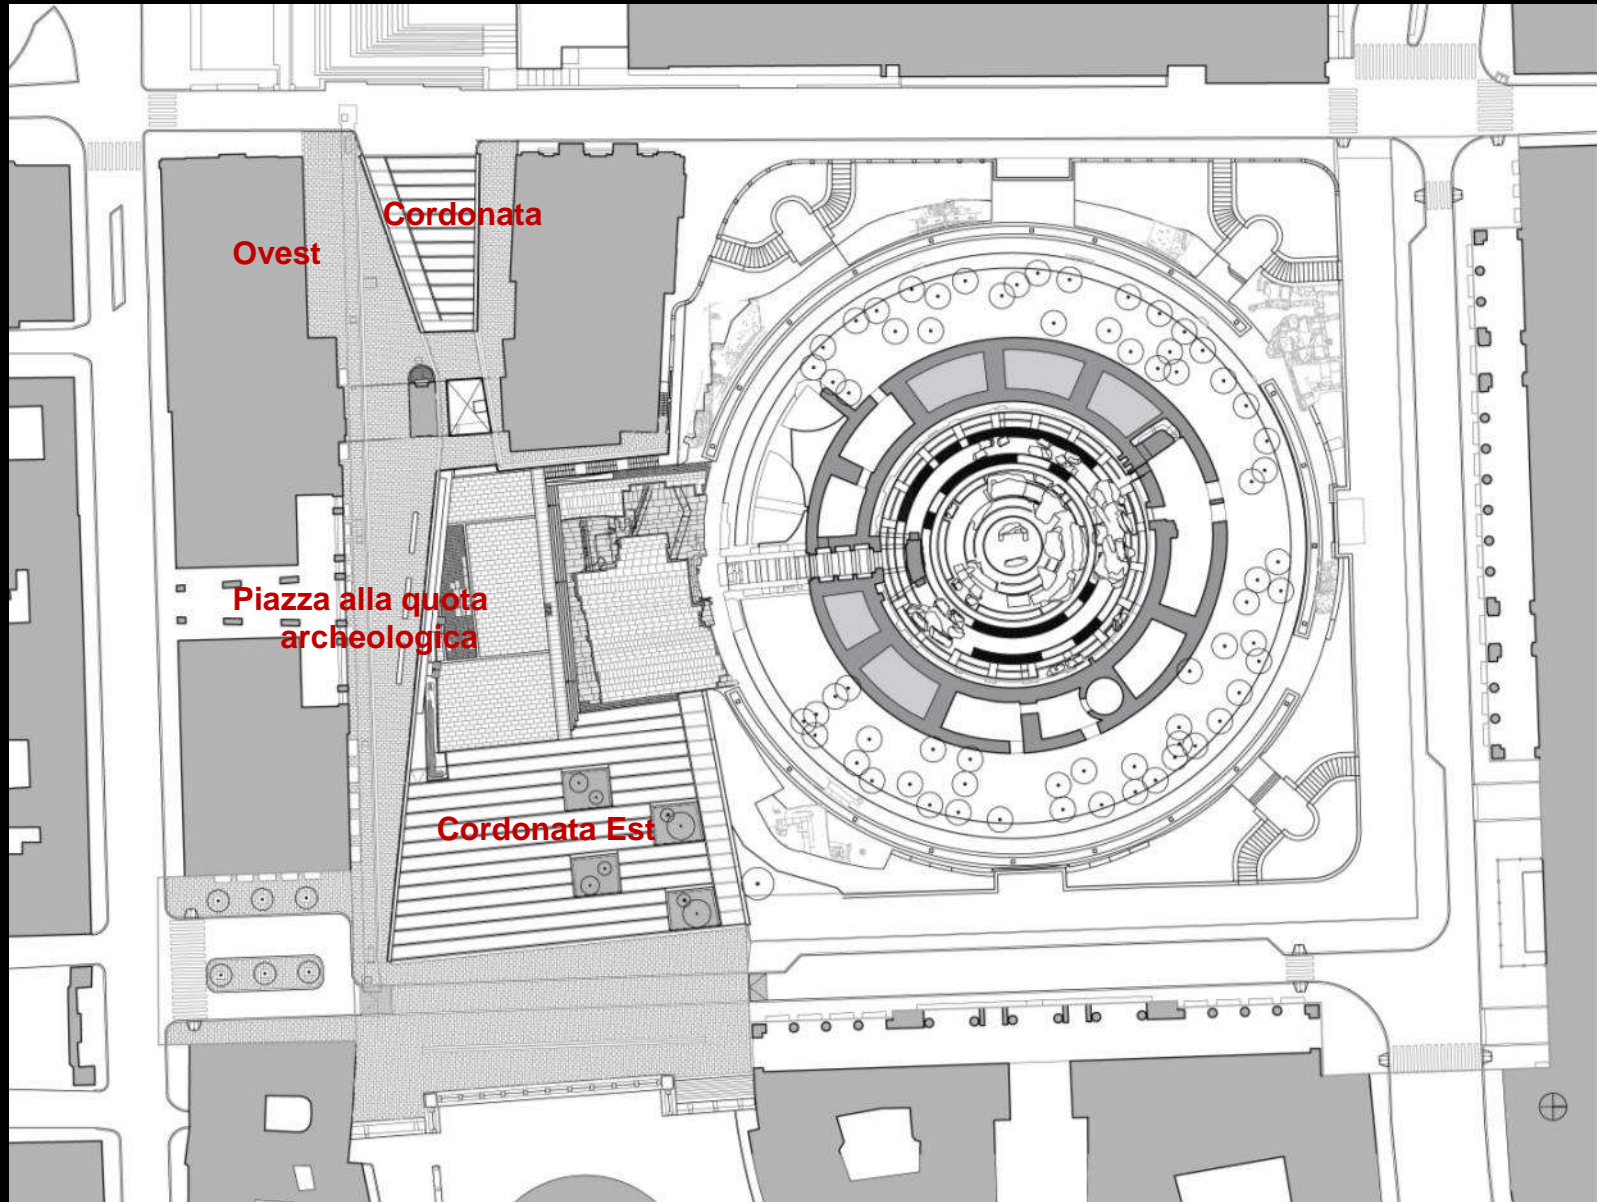 Cordonata
Ovest
Piazza alla quota
archeologica
Cordonata Est